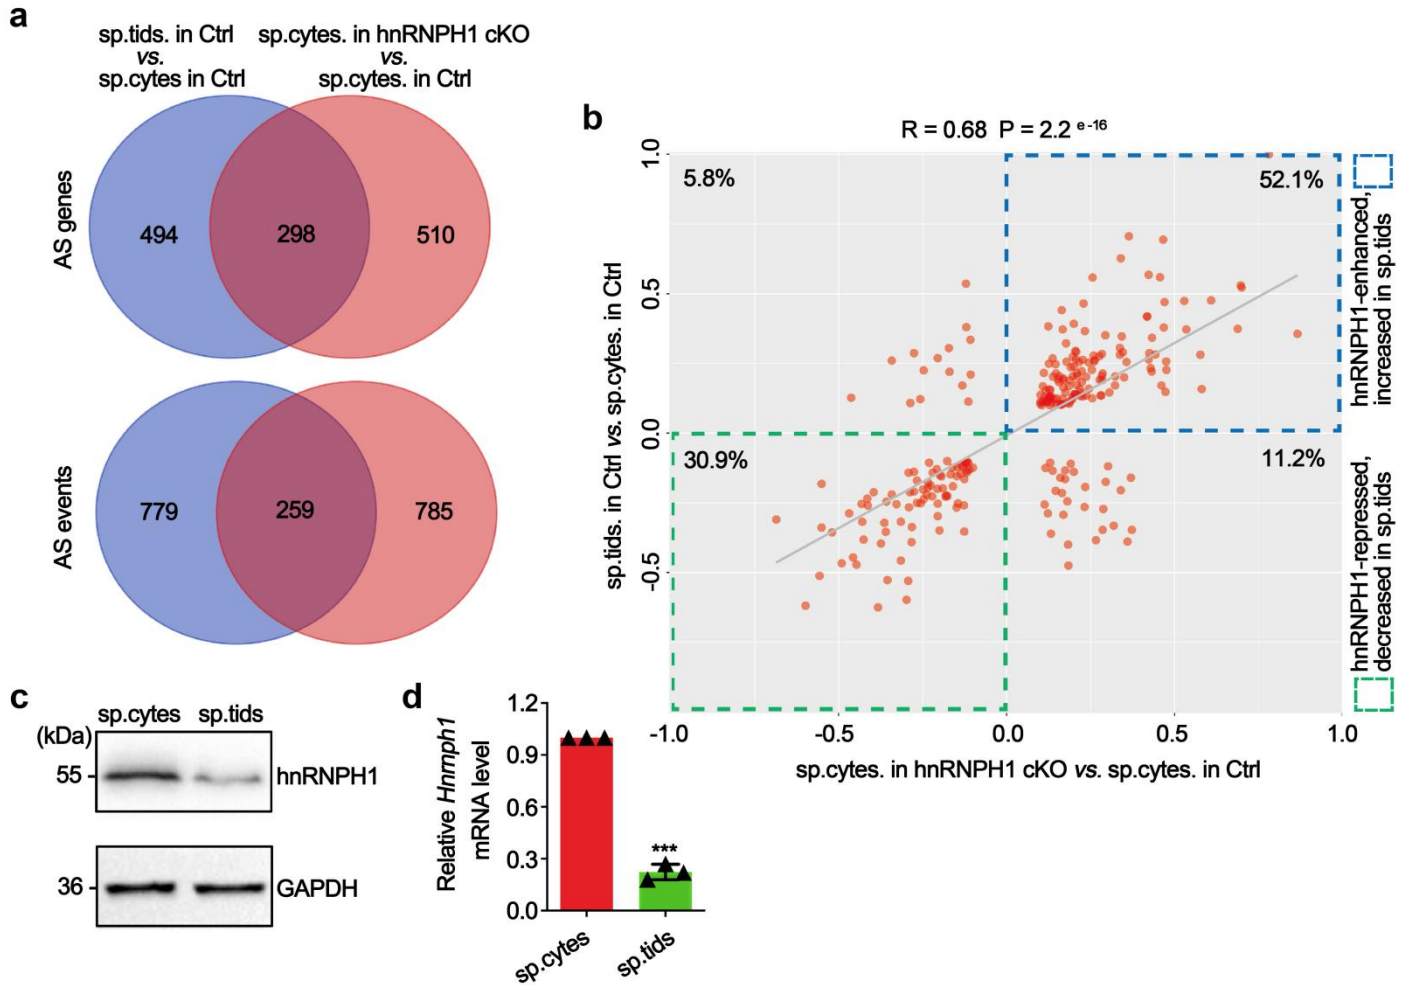 a
sp.tids. in Ctrl
vs.
sp.cytes in Ctrl
sp.cytes. in hnRNPH1 cKO
vs.
sp.cytes. in Ctrl
AS genes
494
298
510
AS events
779
259
785
b
R = 0.68 P = 2.2 e-16
sp.tids. in Ctrl vs. sp.cytes. in Ctrl
1.0
0.5
0.0
-0.5
5.8%
52.1%
30.9%
11.2%
-1.0
-0.5
0.0
0.5
1.0
sp.cytes. in hnRNPH1 cKO vs. sp.cytes. in Ctrl
hnRNPH1-enhanced,
increased in sp.tids
hnRNPH1-repressed,
decreased in sp.tids
c
sp.cytes sp.tids
(kDa)
55
hnRNPH1
36
GAPDH
d
Relative Hnrnph1
mRNA level
1.2
0.9
0.6
0.3
0.0
***
sp.cytes
sp.tids